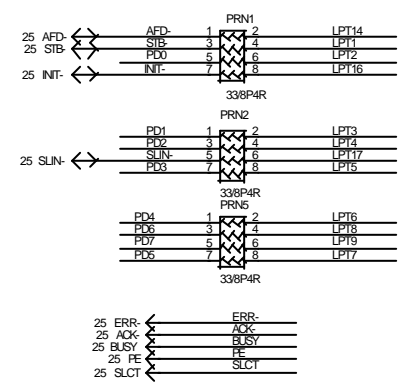 PRN1
25 AFD- AFD- 1 2 LPT14
25 STB- STB- 3 4 LPT1
PD0 5 6 LPT2
25 INIT- INIT- 7 8 LPT16
33/8P4R
PRN2
PD1 1 2 LPT3
PD2 3 4 LPT4
25 SLIN- SLIN- 5 6 LPT17
PD3 7 8 LPT5
33/8P4R
PRN5
PD4 1 2 LPT6
PD6 3 4 LPT8
PD7 5 6 LPT9
PD5 7 8 LPT7
33/8P4R
25 ERR- ERR-
25 ACK- ACK-
25 BUSY BUSY
25 PE PE
25 SLCT SLCT